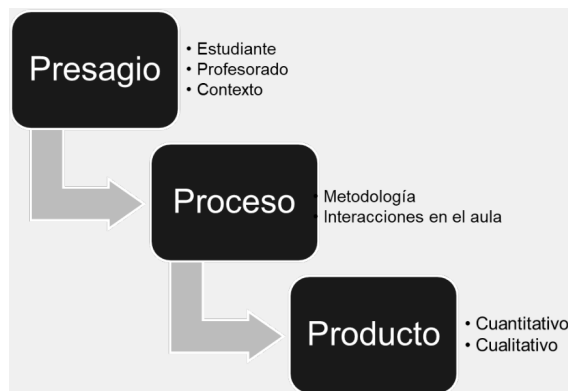 Presagio
• Estudiante
• Profesorado
• Contexto
Proceso
• Metodología
• Interacciones en el aula
Producto
• Cuantitativo
• Cualitativo